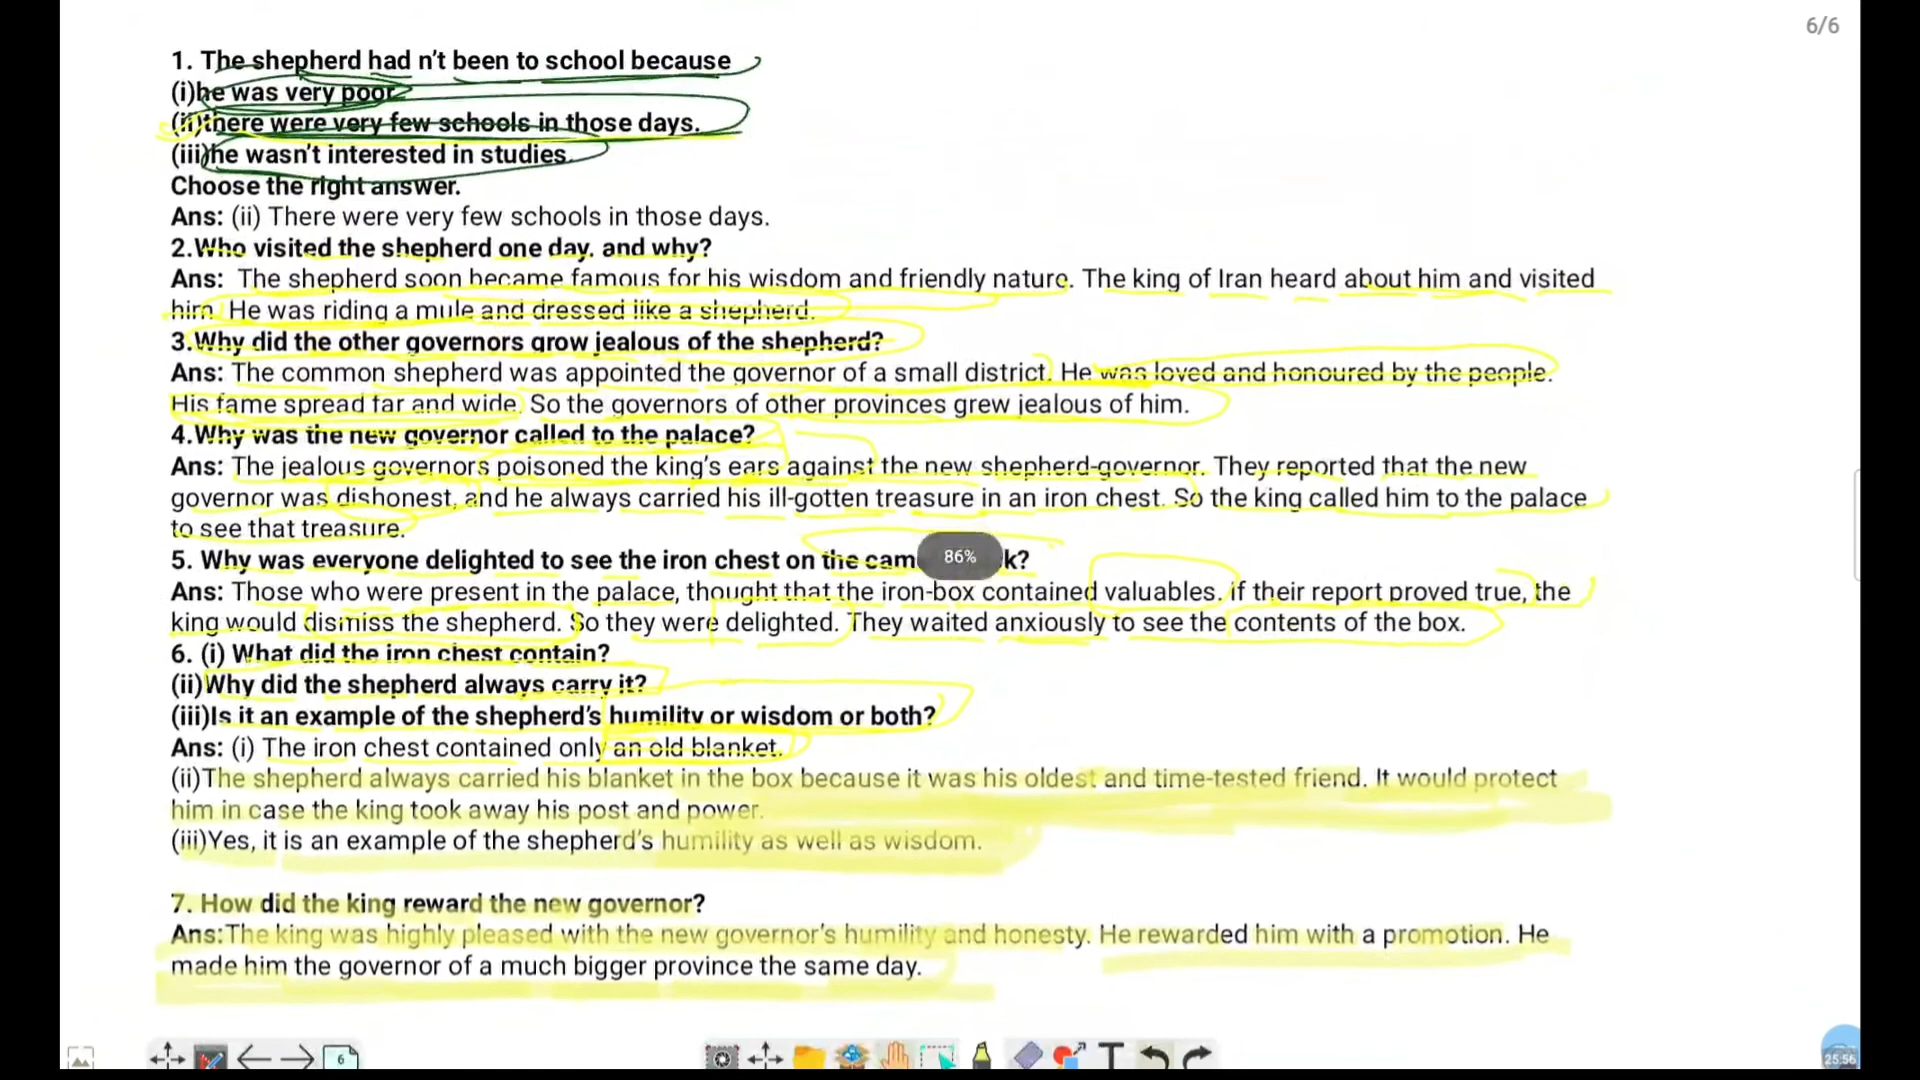 6/6
1. The shepherd had n't been to school because
(i)he was very poor
(ii)there were very few schools in those days.
(iii)he wasn't interested in studies.
Choose the right answer.
Ans: (ii) There were very few schools in those days.
2.Who visited the shepherd one day. and why?
Ans: The shepherd soon became famous for his wisdom and friendly nature. The king of Iran heard about him and visited
him. He was riding a mule and dressed like a shepherd.
3.Why did the other governors grow jealous of the shepherd?
Ans: The common shepherd was appointed the governor of a small district. He was loved and honoured by the people.
His fame spread far and wide. So the governors of other provinces grew jealous of him.
4.Why was the new governor called to the palace?
Ans: The jealous governors poisoned the king's ears against the new shepherd-governor. They reported that the new
governor was dishonest, and he always carried his ill-gotten treasure in an iron chest. So the king called him to the palace
to see that treasure.
5. Why was everyone delighted to see the iron chest on the cam k?
86%
Ans: Those who were present in the palace, thought that the iron-box contained valuables. if their report proved true, the
king would dismiss the shepherd. So they were delighted. They waited anxiously to see the contents of the box.
6. (i) What did the iron chest contain?
(ii)Why did the shepherd always carry it?
(iii)Is it an example of the shepherd's humility or wisdom or both?
Ans: (i) The iron chest contained only an old blanket.
(ii)The shepherd always carried his blanket in the box because it was his oldest and time-tested friend. It would protect
him in case the king took away his post and power.
(iii)Yes, it is an example of the shepherd's humility as well as wisdom.
7. How did the king reward the new governor?
Ans:The king was highly pleased with the new governor's humility and honesty. He rewarded him with a promotion. He
made him the governor of a much bigger province the same day.
6
T
25:56